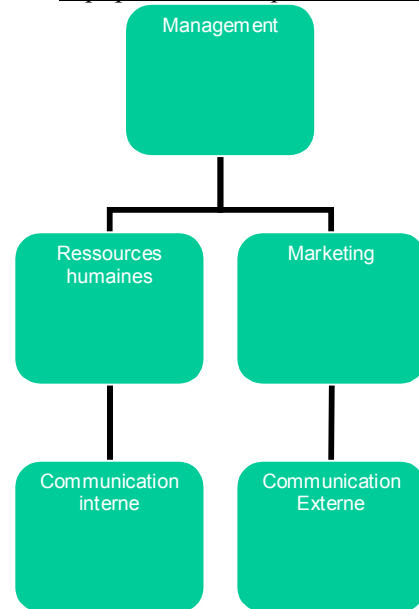 Management
Ressources
humaines
Marketing
Communication
interne
Communication
Externe